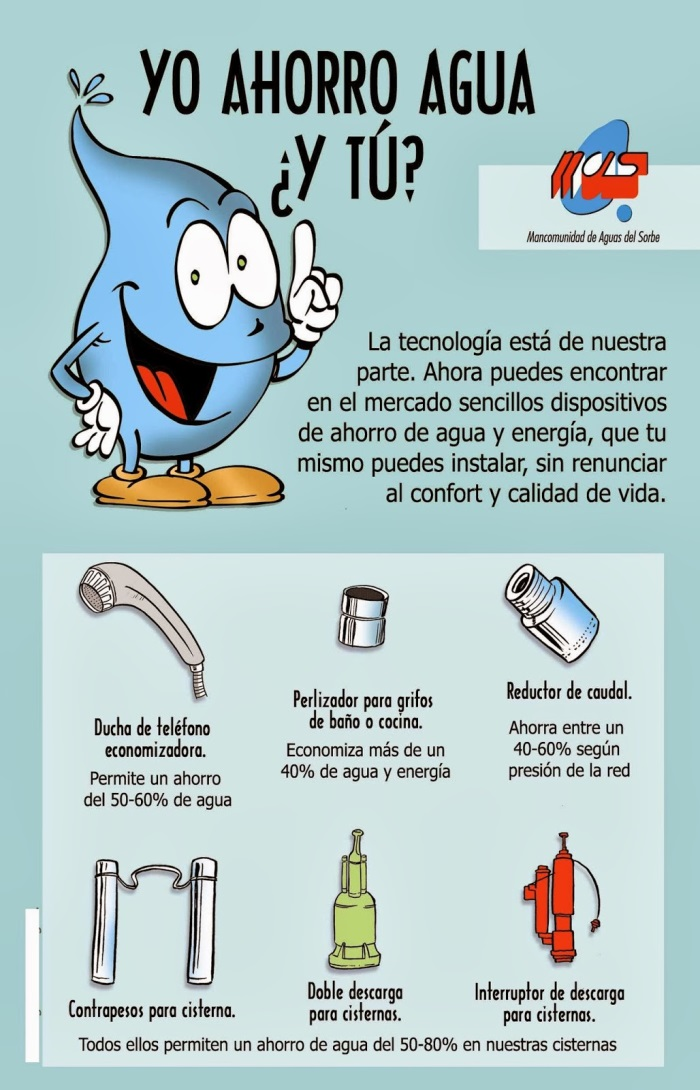 YO AHORRO AGUA
¿Y TÚ?
mas
Mancomunidad de Aguas del Sorbe
La tecnología está de nuestra
parte. Ahora puedes encontrar
en el mercado sencillos dispositivos
de ahorro de agua y energía, que tu
mismo puedes instalar, sin renunciar
al confort y calidad de vida.
Ducha de teléfono
economizadora.
Permite un ahorro
del 50-60% de agua
Perlizador para grifos
de baño o cocina.
Economiza más de un
40% de agua y energía
Reductor de caudal.
Ahorra entre un
40-60% según
presión de la red
Contrapesos para cisterna.
Doble descarga
para cisternas.
Interruptor de descarga
para cisternas.
Todos ellos permiten un ahorro de agua del 50-80% en nuestras cisternas